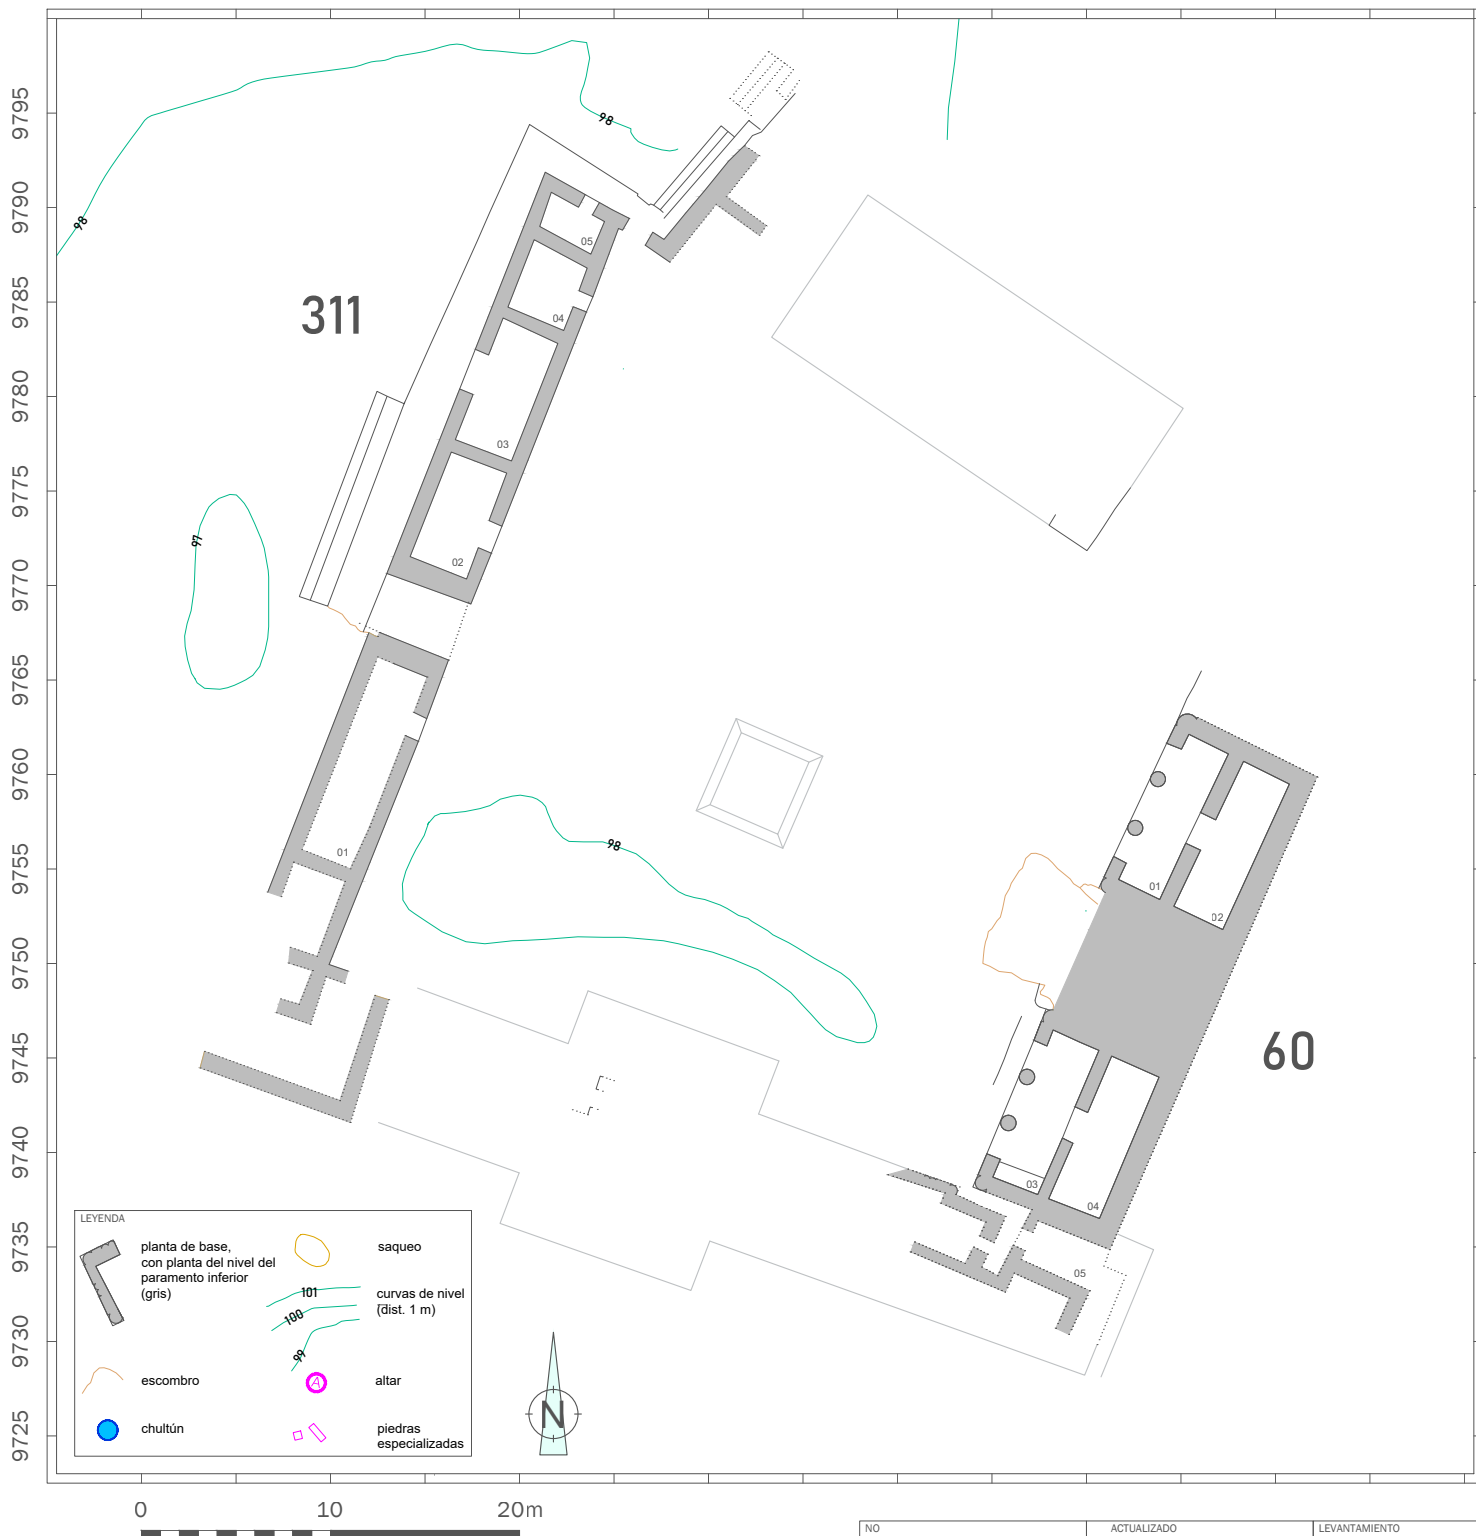 9795
9790
9785
9780
9775
9770
9765
9760
9755
9750
9745
9740
9735
9730
9725
98
98
311
05
04
03
02
97
01
98
01
02
60
03
04
05
LEYENDA
planta de base,
con planta del nivel del
paramento inferior
(gris)
saqueo
101
100
99
curvas de nivel
(dist. 1 m)
escombro
A
altar
chultún
piedras
especializadas
N
0 10 20m
NO ACTUALIZADO LEVANTAMIENTO